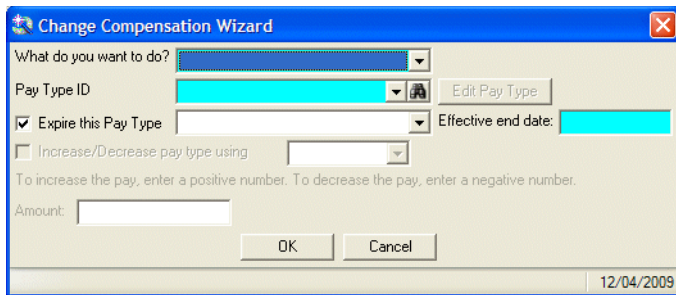 Change Compensation Wizard
What do you want to do?
Pay Type ID Edit Pay Type
Expire this Pay Type Effective end date:
Increase/Decrease pay type using
To increase the pay, enter a positive number. To decrease the pay, enter a negative number.
Amount:
OK Cancel
12/04/2009